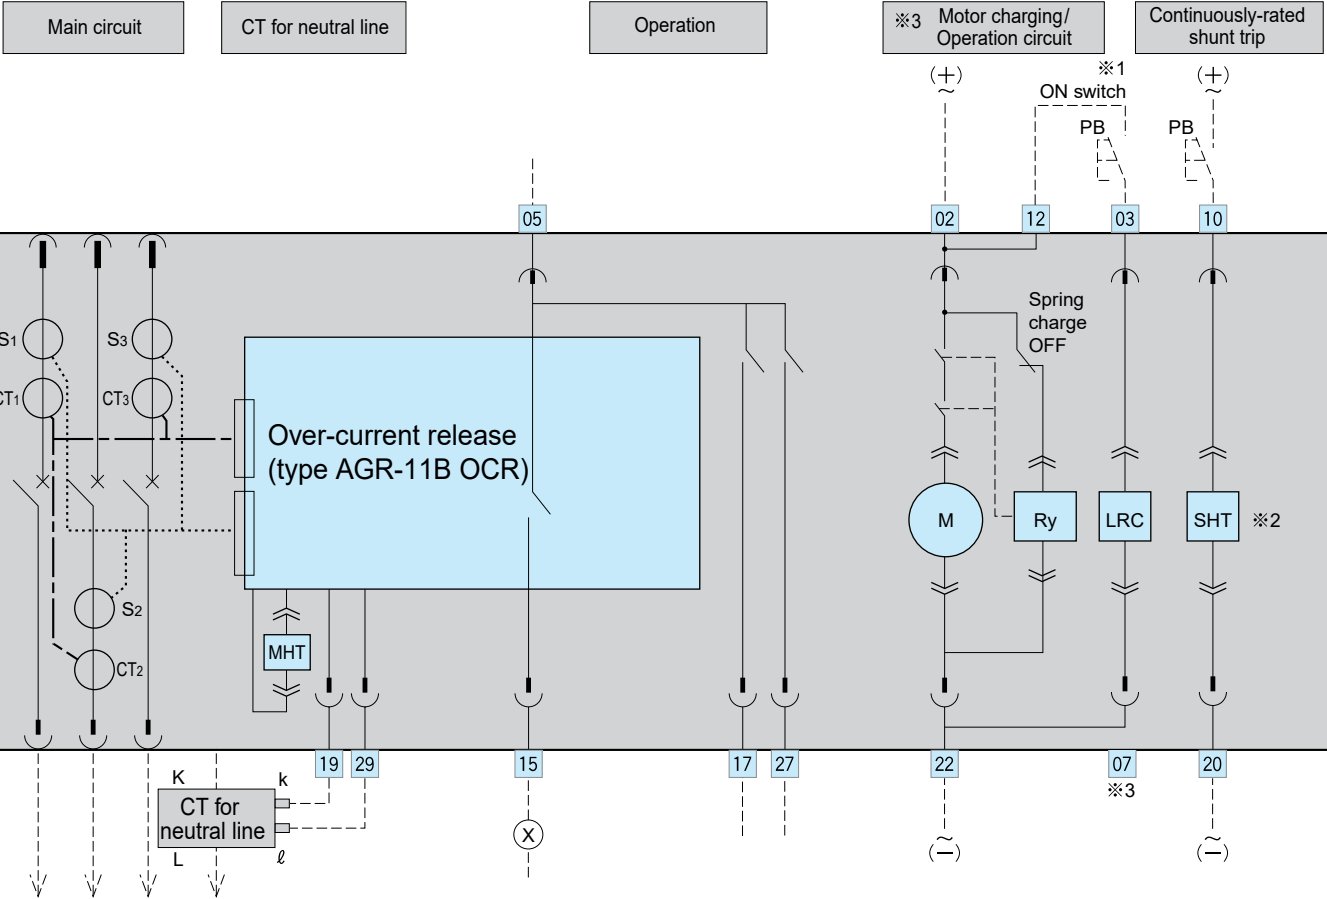 Main circuit
CT for neutral line
Operation
※3 Motor charging/
Operation circuit
Continuously-rated
shunt trip
(+)
~
※1
ON switch
(+)
~
PB
PB
05
02
12
03
10
S1
S3
Spring
charge
OFF
CT1
CT3
Over-current release
(type AGR-11B OCR)
M
Ry
LRC
SHT
※2
S2
MHT
CT2
19
29
15
17
27
22
07
20
※3
K
k
CT for
neutral line
L
ℓ
X
~
(−)
~
(−)